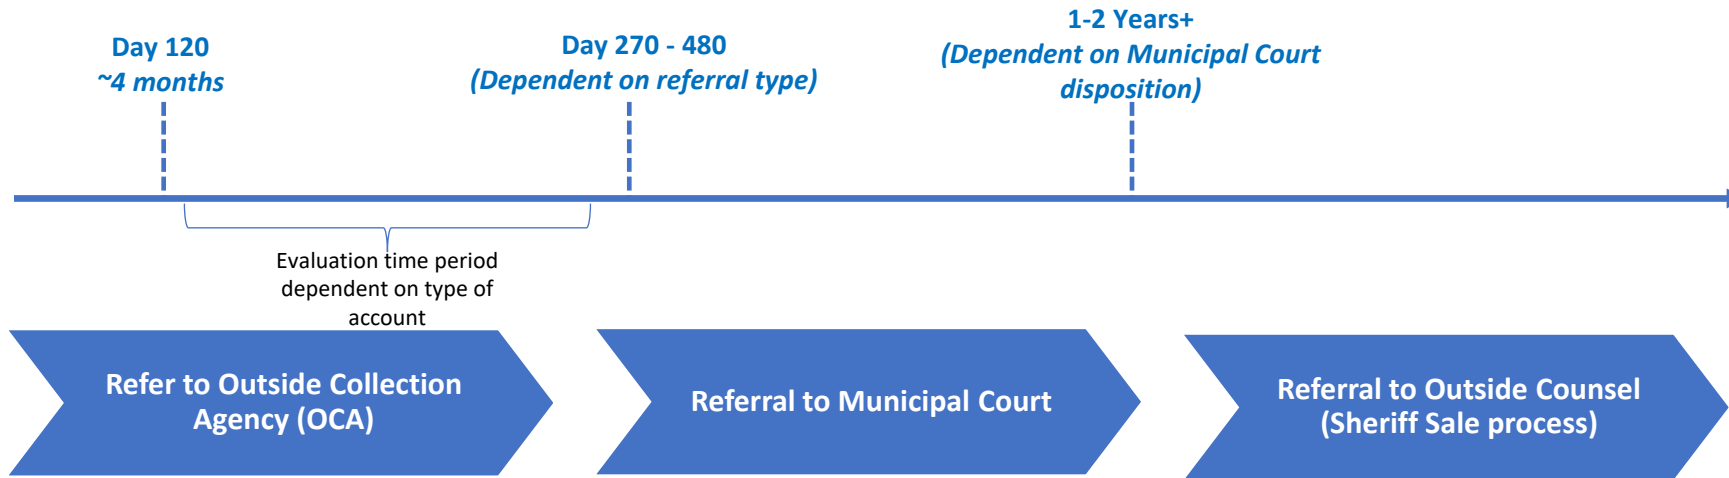 Day 120
~4 months
Day 270 - 480
(Dependent on referral type)
1-2 Years+
(Dependent on Municipal Court
disposition)
Evaluation time period
dependent on type of
account
Refer to Outside Collection
Agency (OCA)
Referral to Municipal Court
Referral to Outside Counsel
(Sheriff Sale process)